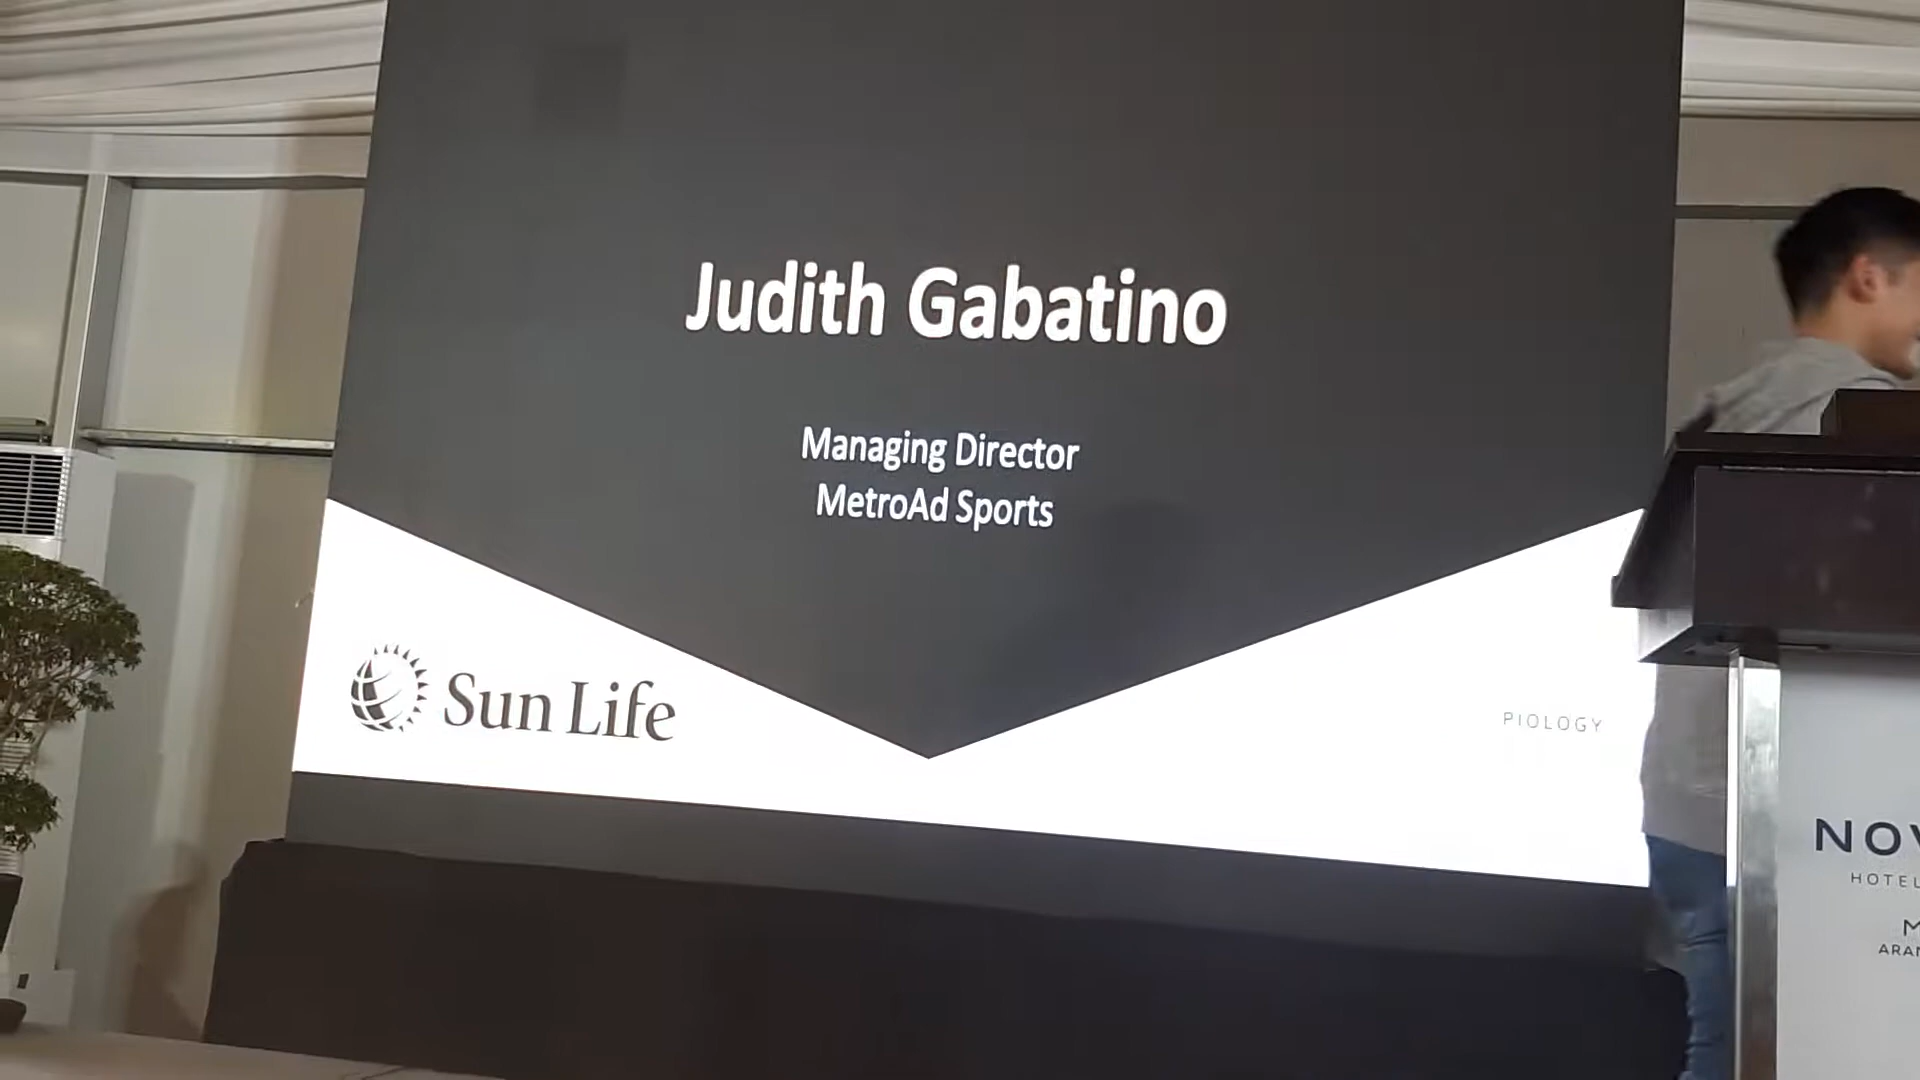 Judith Gabatino
Managing Director
MetroAd Sports
Sun Life
PIOLOGY
NOV
HOTEL
M
ARAN